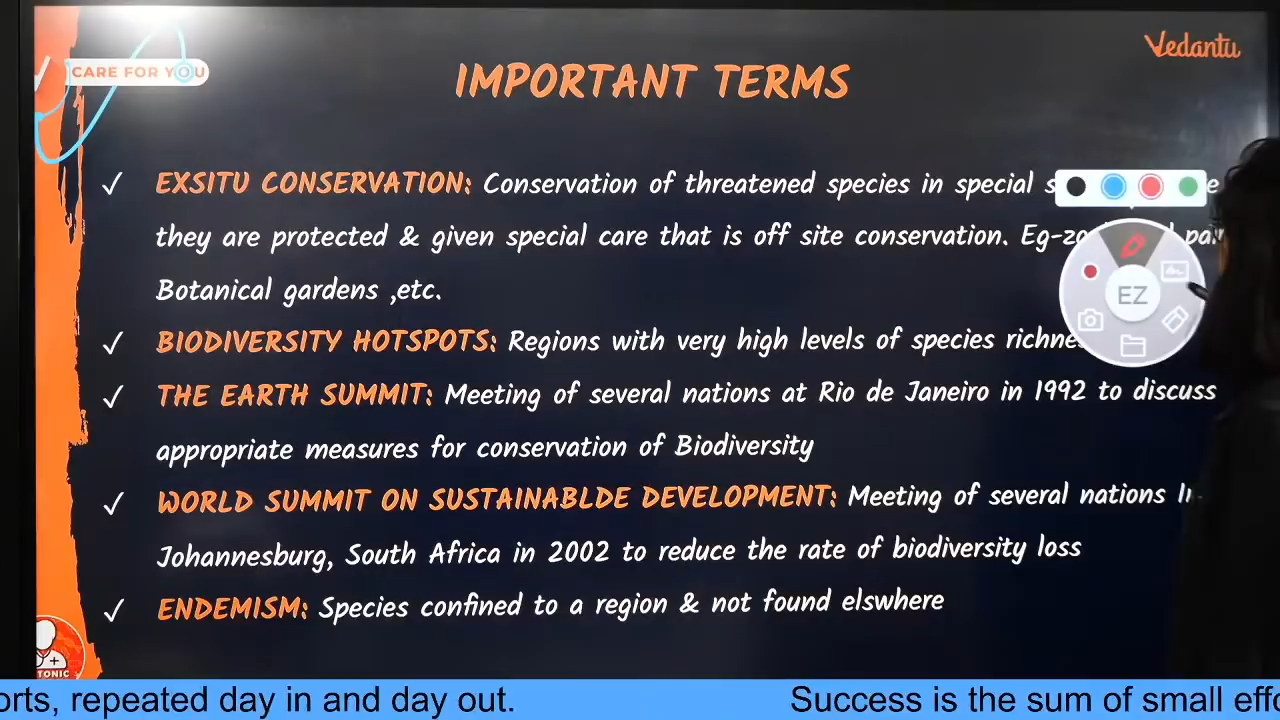 Vedantu
CARE FOR YOU
IMPORTANT TERMS
✓ EXSITU CONSERVATION: Conservation of threatened species in special
they are protected & given special care that is off site conservation. Eg-
Botanical gardens ,etc.
✓ BIODIVERSITY HOTSPOTS: Regions with very high levels of species
✓ THE EARTH SUMMIT: Meeting of several nations at Rio de Janeiro in 1992 to discuss
appropriate measures for conservation of Biodiversity
✓ WORLD SUMMIT ON SUSTAINABLDE DEVELOPMENT: Meeting of several nations
Johannesburg, South Africa in 2002 to reduce the rate of biodiversity loss
✓ ENDEMISM: Species confined to a region & not found elswhere
EZ
TONIC
orts, repeated day in and day out. Success is the sum of small effo